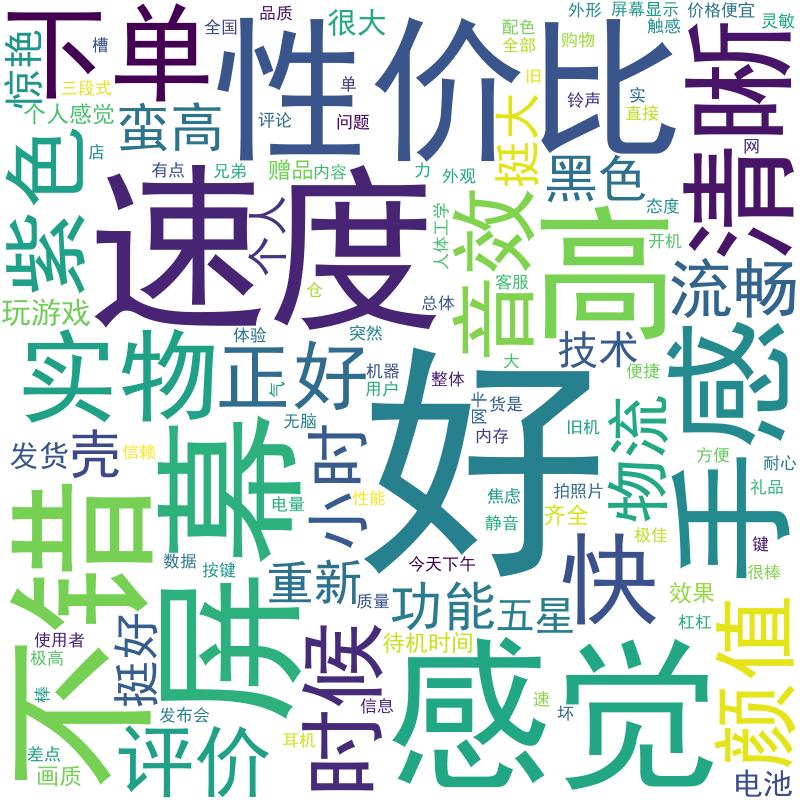 惊艳
下单
槽
全国
品质
很大
性价比
配色
全部
外形
屏幕显示
触感
购物
价格便宜
灵敏
三段式
个人感觉
蛮高
评论
单
问题
旧
铃声
实
直接
清晰
网
店
紫色
有点
兄弟
赠品
内容
力
外观
挺大
黑色
态度
速度
个人
人体工学
音效
高
开机
玩游戏
仓
总体
客服
流畅
实物
体验
突然
正好
气
机器
用户
整体
大
技术
便捷
手感
发货
壳
信赖
屏幕
无脑
小时
好
平
区
货是
内存
旧机
物流
方便
耐心
礼品
不错
电量
性能
焦虑
静音
拍照片
齐全
极佳
键
很棒
数据
按键
重新
今天下午
质量
功能
五星
快
效果
杠杠
使用者
极高
挺好
待机时间
颜值
棒
发布会
时候
信息
感觉
速
坏
差点
画质
评价
耳机
电池